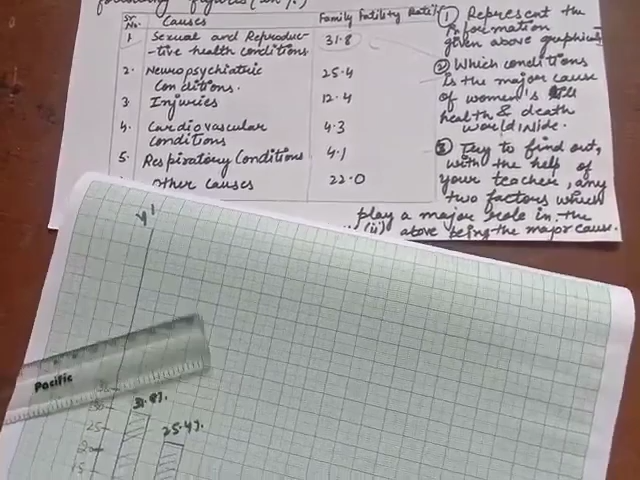 Sr. No. Causes Family Fatility Rate%
1. Sexual and Reproduc-
-tive health conditions 31.8
2. Neuropsychiatric
Conditions. 25.4
3. Injuries 12.4
4. Cardiovascular
conditions 4.3
5. Respiratory Conditions 4.1
Other Causes 22.0
① Represent the
information
given above graphically
② Which conditions
is the major cause
of women's ill
health & death
worldwide.
③ Try to find out,
with the help of
your teacher, any
two factors which
play a major role in the
(ii) above being the major cause.
y'
Pacific
30
25
20
15
31.8%.
25.4%.